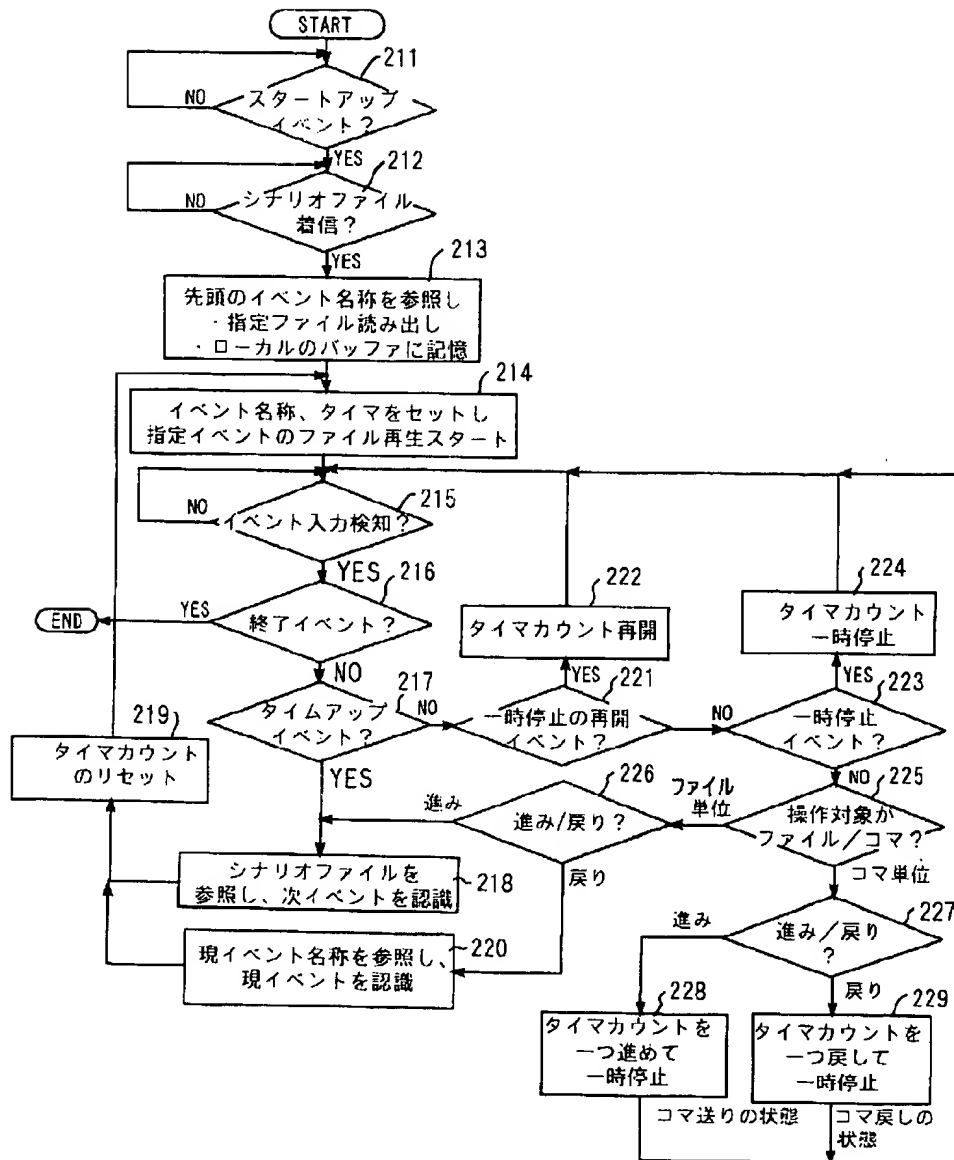 START
211
スタートアップ
イベント?
NO
YES
212
シナリオファイル
着信?
NO
YES
213
先頭のイベント名称を参照し
・指定ファイル読み出し
・ローカルのバッファに記憶
214
イベント名称、タイマをセットし
指定イベントのファイル再生スタート
NO
215
イベント入力検知?
YES
216
終了イベント?
YES
END
NO
217
タイムアップ
イベント?
NO
YES
222
タイマカウント再開
YES
221
一時停止の再開
イベント?
NO
224
タイマカウント
一時停止
YES
223
一時停止
イベント?
NO
225
操作対象が
ファイル/コマ?
ファイル
単位
コマ単位
226
進み/戻り?
進み
戻り
219
タイマカウント
のリセット
シナリオファイルを
参照し、次イベントを認識
218
220
現イベント名称を参照し、
現イベントを認識
227
進み/戻り
?
進み
戻り
228
タイマカウントを
一つ進めて
一時停止
229
タイマカウントを
一つ戻して
一時停止
コマ送りの状態
コマ戻しの
状態